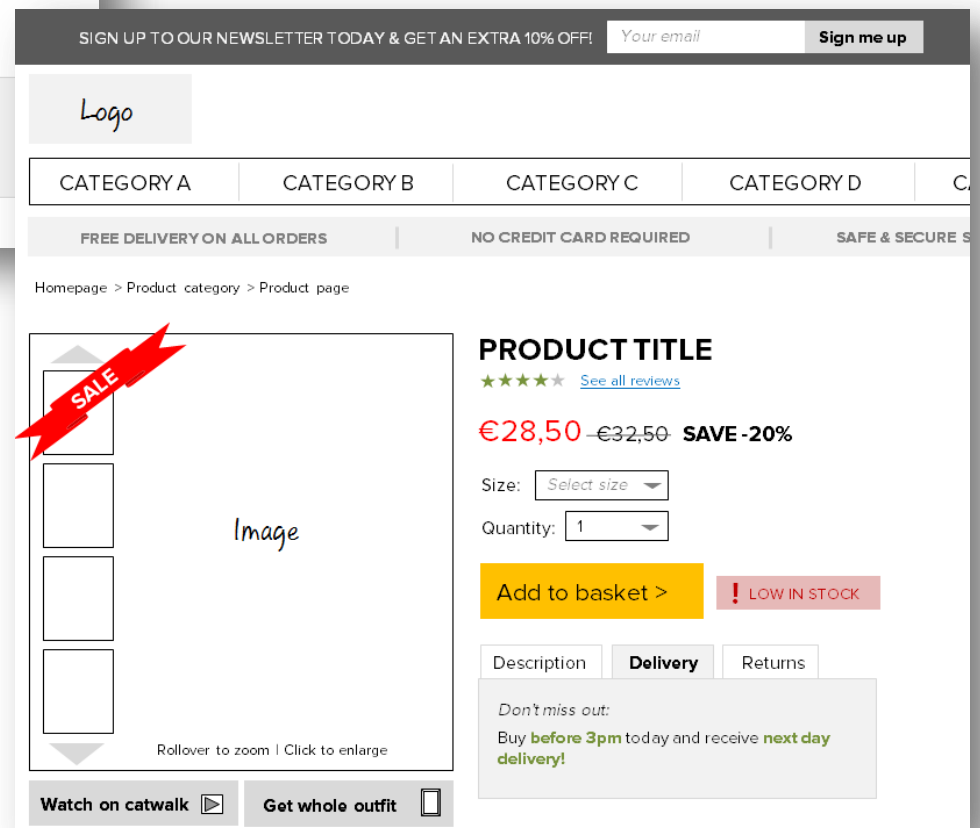 SIGN UP TO OUR NEWSLETTER TODAY & GET AN EXTRA 10% OFF! Your email Sign me up
Logo
CATEGORY A CATEGORY B CATEGORY C CATEGORY D CA
FREE DELIVERY ON ALL ORDERS NO CREDIT CARD REQUIRED SAFE & SECURE S
Homepage > Product category > Product page
SALE
Image
Rollover to zoom | Click to enlarge
Watch on catwalk Get whole outfit
PRODUCT TITLE
See all reviews
€28,50 €32,50 SAVE -20%
Size: Select size
Quantity: 1
Add to basket > ! LOW IN STOCK
Description Delivery Returns
Don't miss out:
Buy before 3pm today and receive next day
delivery!